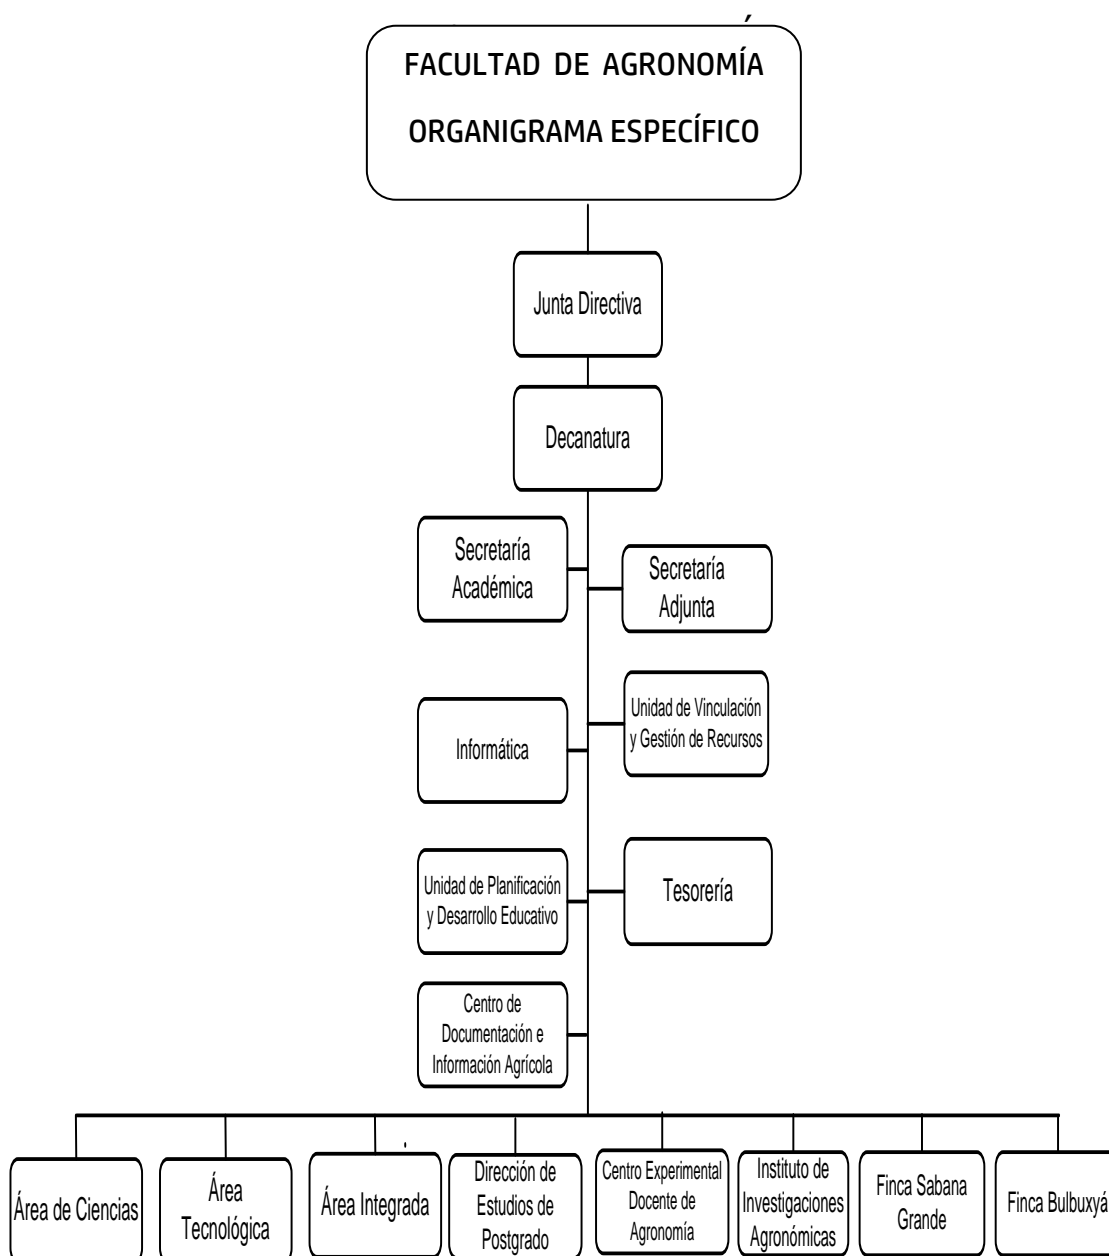 FACULTAD DE AGRONOMÍA
ORGANIGRAMA ESPECÍFICO
Junta Directiva
Decanatura
Secretaría
Académica
Secretaría
Adjunta
Unidad de Vinculación
y Gestión de Recursos
Informática
Unidad de Planificación
y Desarrollo Educativo
Tesorería
Centro de
Documentación e
Información Agrícola
Área de Ciencias
Área
Tecnológica
Área Integrada
Dirección de
Estudios de
Postgrado
Centro Experimental
Docente de
Agronomía
Instituto de
Investigaciones
Agronómicas
Finca Sabana
Grande
Finca Bulbuxyá